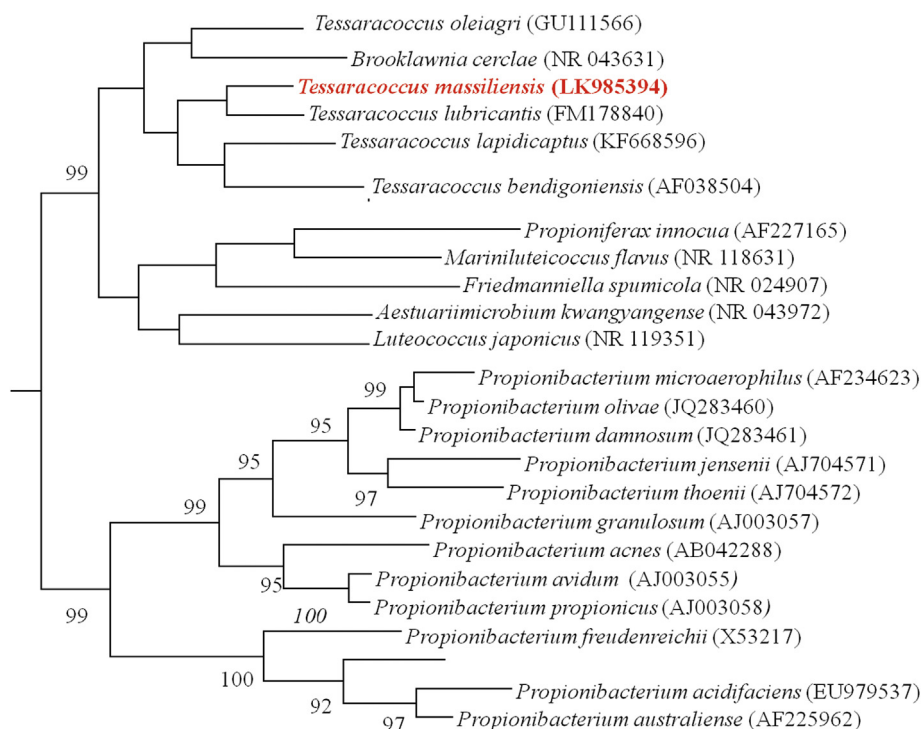 Tessaracoccus oleiagri (GU111566)
Brooklawnia cerclae (NR 043631)
Tessaracoccus massiliensis (LK985394)
Tessaracoccus lubricantis (FM178840)
Tessaracoccus lapidicaptus (KF668596)
99
Tessaracoccus bendigoniensis (AF038504)
Propioniferax innocua (AF227165)
Mariniluteicoccus flavus (NR 118631)
Friedmanniella spumicola (NR 024907)
Aestuariimicrobium kwangyangense (NR 043972)
Luteococcus japonicus (NR 119351)
Propionibacterium microaerophilus (AF234623)
99
Propionibacterium olivae (JQ283460)
95
Propionibacterium damnosum (JQ283461)
95
Propionibacterium jensenii (AJ704571)
97
Propionibacterium thoenii (AJ704572)
99
Propionibacterium granulosum (AJ003057)
Propionibacterium acnes (AB042288)
95
Propionibacterium avidum (AJ003055)
100
Propionibacterium propionicus (AJ003058)
99
Propionibacterium freudenreichii (X53217)
100
Propionibacterium acidifaciens (EU979537)
92
97
Propionibacterium australiense (AF225962)